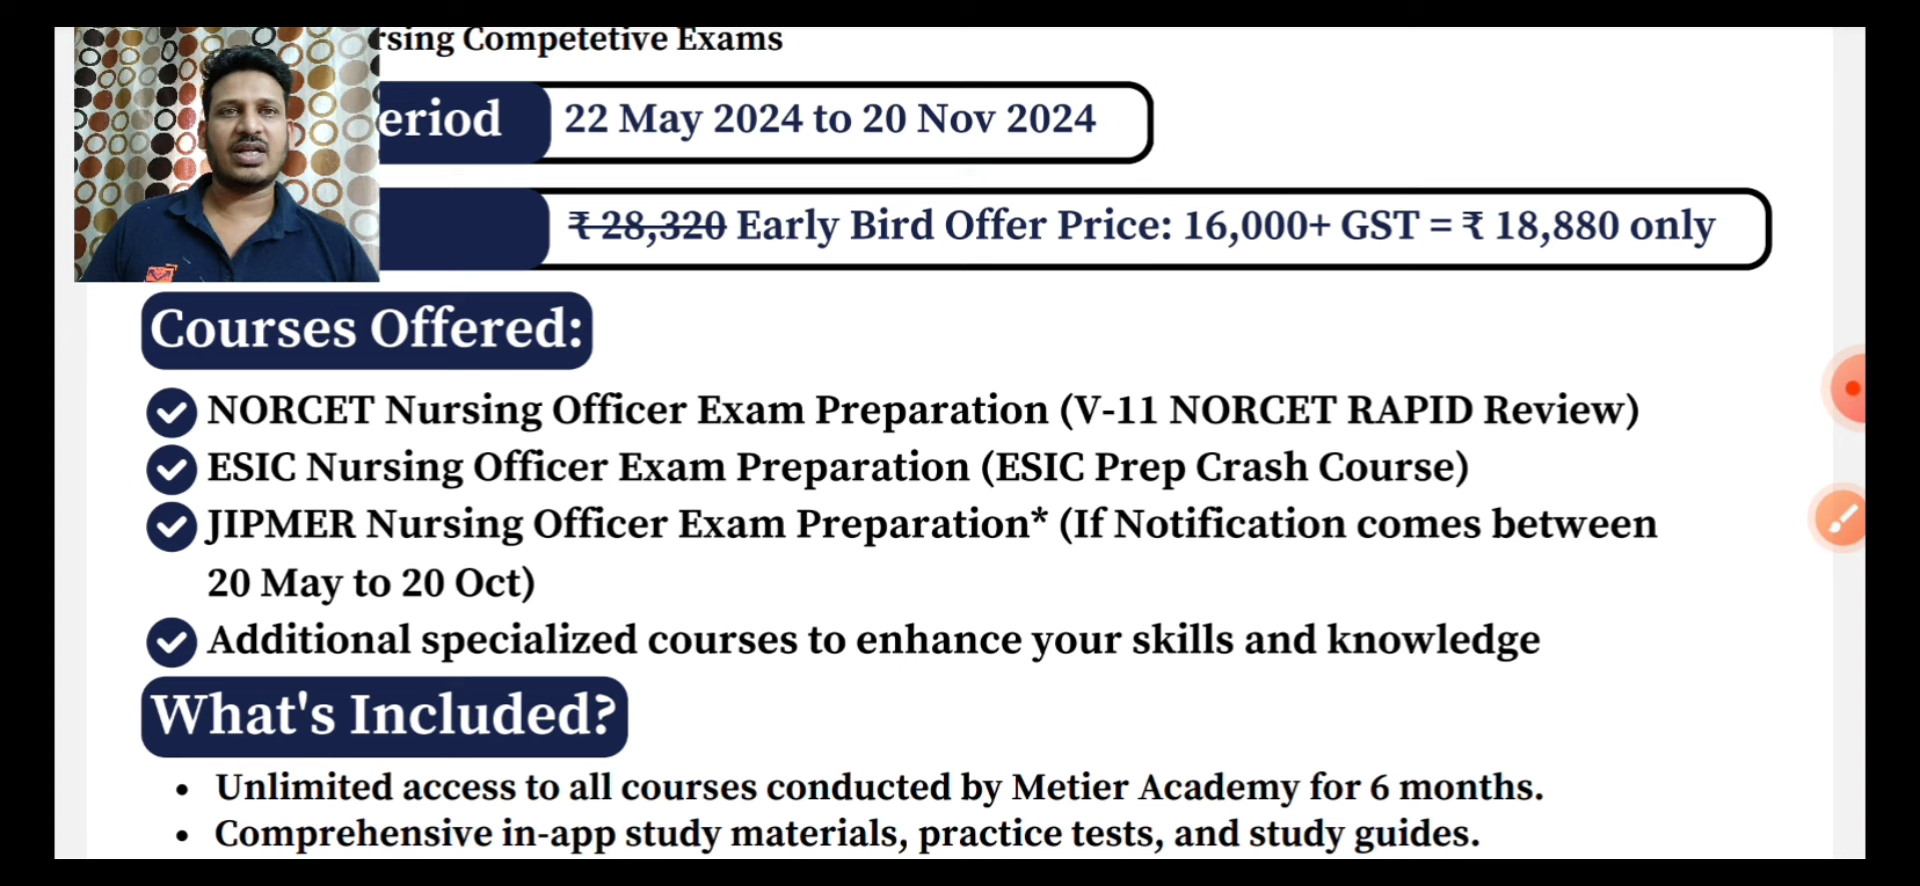 rsing Competetive Exams
eriod 22 May 2024 to 20 Nov 2024
₹ 28,320 Early Bird Offer Price: 16,000+ GST = ₹ 18,880 only
Courses Offered:
NORCET Nursing Officer Exam Preparation (V-11 NORCET RAPID Review)
ESIC Nursing Officer Exam Preparation (ESIC Prep Crash Course)
JIPMER Nursing Officer Exam Preparation* (If Notification comes between
20 May to 20 Oct)
Additional specialized courses to enhance your skills and knowledge
What's Included?
• Unlimited access to all courses conducted by Metier Academy for 6 months.
• Comprehensive in-app study materials, practice tests, and study guides.